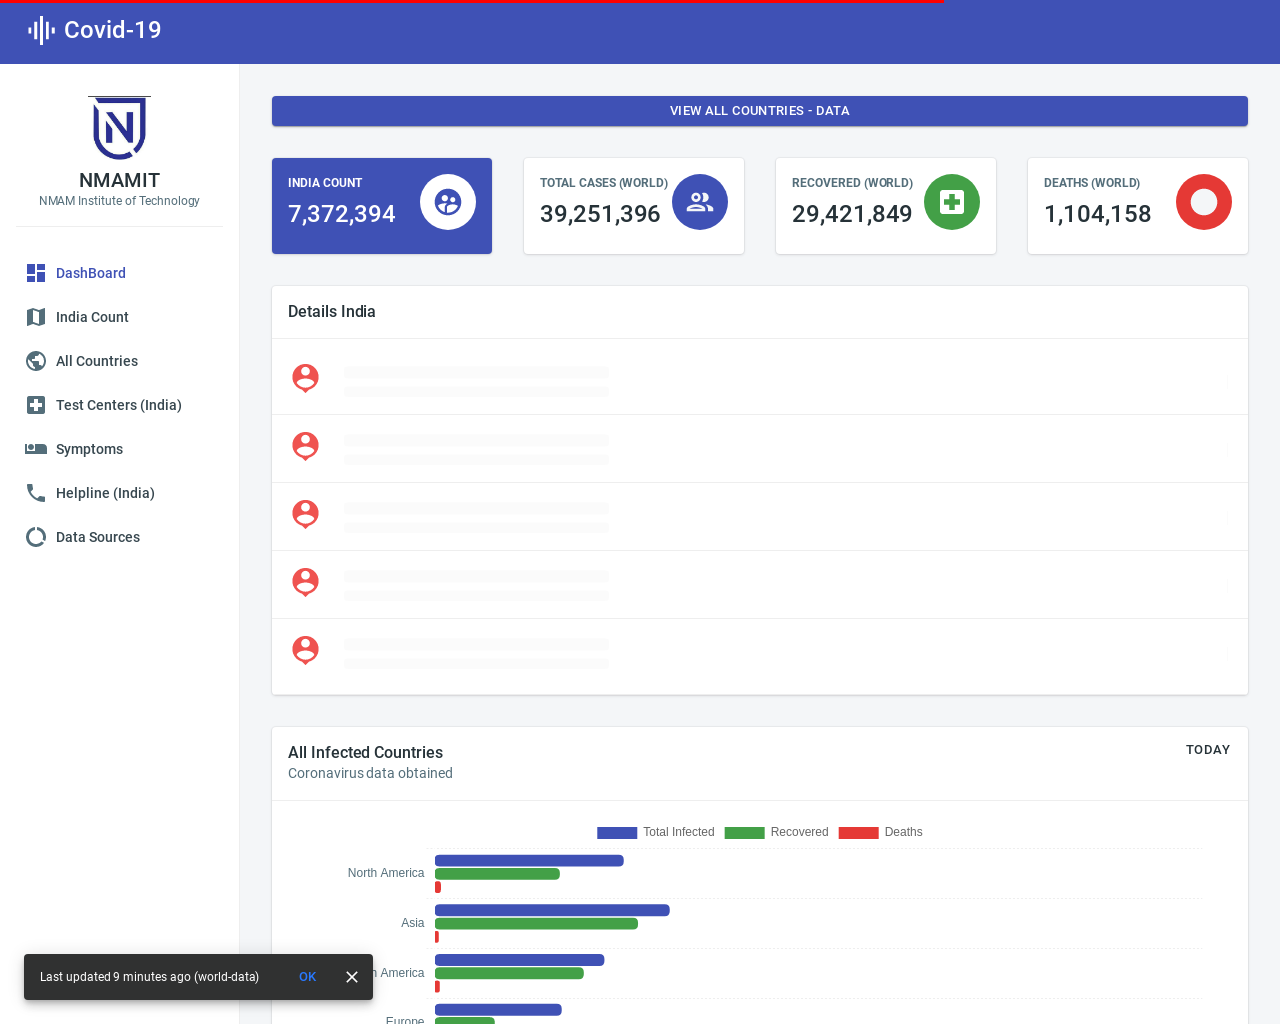 Covid-19
NMAMIT
NMAM Institute of Technology
DashBoard
India Count
All Countries
Test Centers (India)
Symptoms
Helpline (India)
Data Sources
VIEW ALL COUNTRIES - DATA
INDIA COUNT
7,372,394
TOTAL CASES (WORLD)
39,251,396
RECOVERED (WORLD)
29,421,849
DEATHS (WORLD)
1,104,158
Details India
All Infected Countries
Coronavirus data obtained
TODAY
Total Infected
Recovered
Deaths
North America
Asia
America
Europe
Last updated 9 minutes ago (world-data)
OK